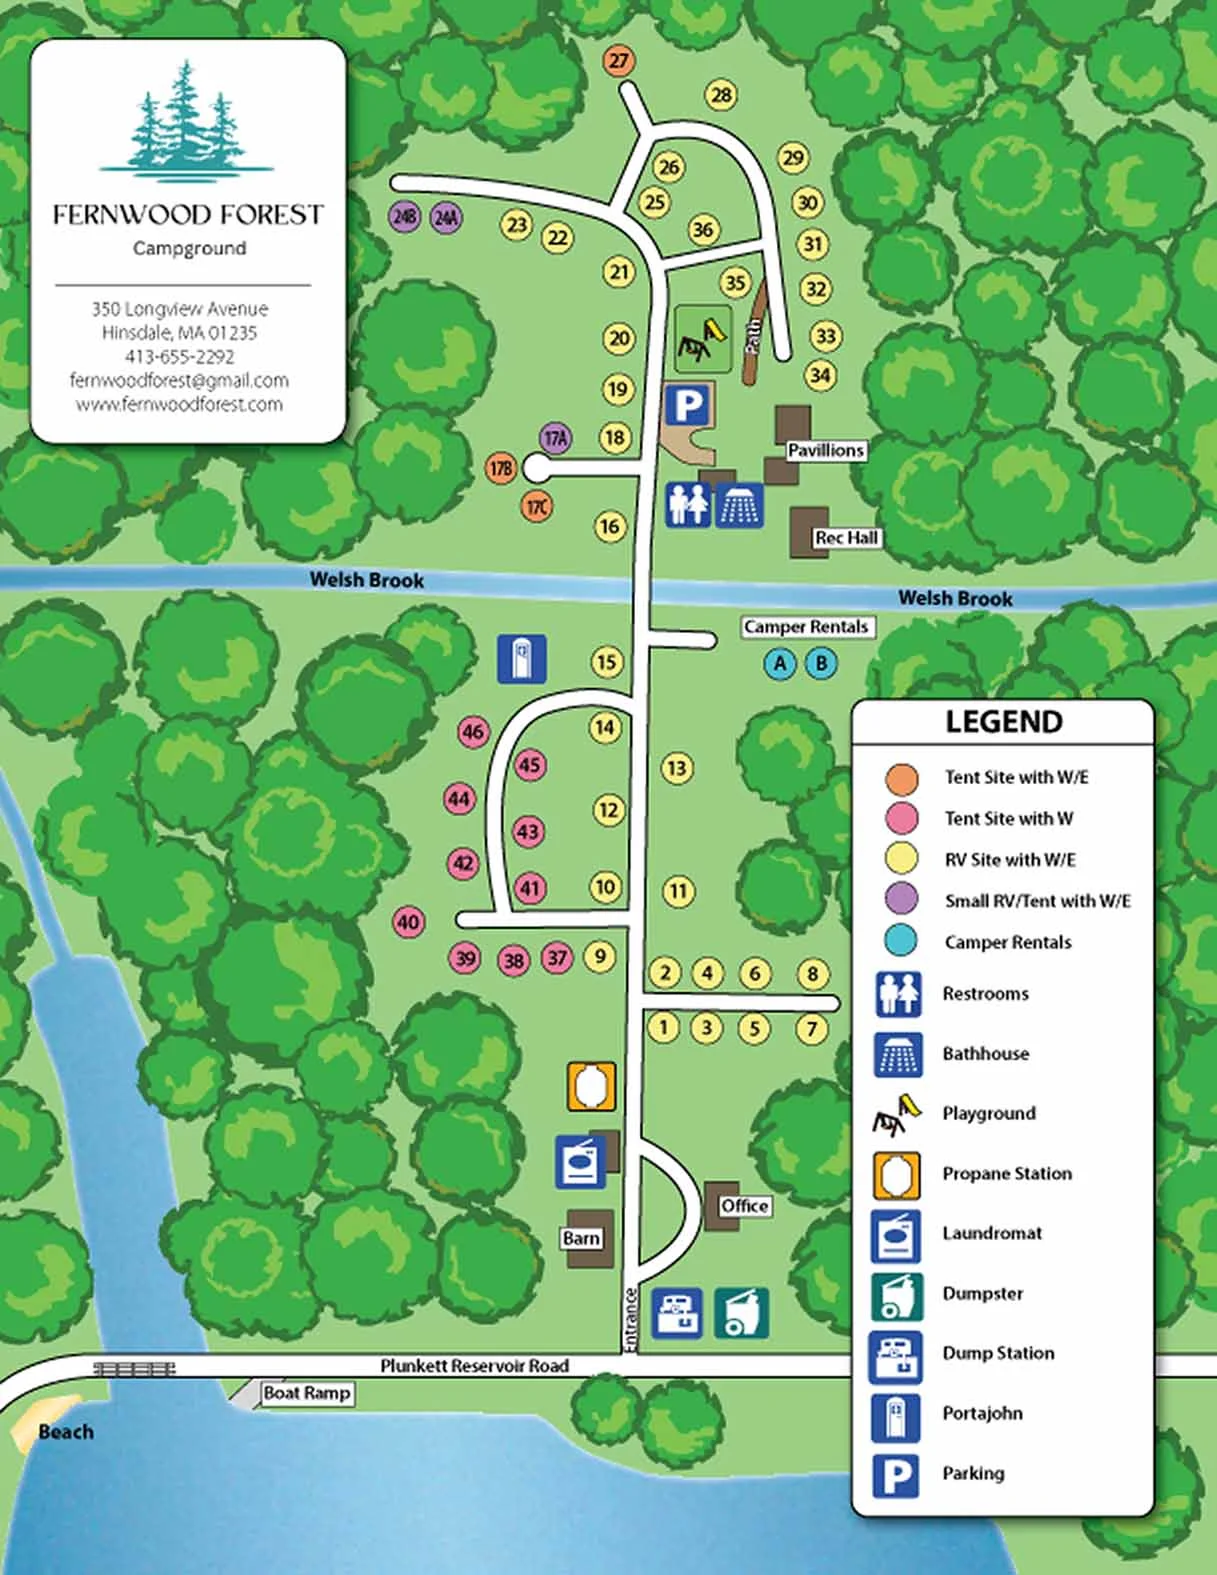 FERNWOOD FOREST
Campground
350 Longview Avenue
Hinsdale, MA 01235
413-655-2292
fernwoodforest@gmail.com
www.fernwoodforest.com
27
28
29
26
30
25
24B
24A
23
22
36
31
21
35
32
20
Path
33
34
19
P
17A
18
Pavillions
17B
17C
16
Rec Hall
Welsh Brook
Welsh Brook
Camper Rentals
A
B
15
14
46
45
13
44
12
43
42
41
10
11
40
39
38
37
9
2
4
6
8
1
3
5
7
Office
Barn
Entrance
Plunkett Reservoir Road
Boat Ramp
Beach
LEGEND
Tent Site with W/E
Tent Site with W
RV Site with W/E
Small RV/Tent with W/E
Camper Rentals
Restrooms
Bathhouse
Playground
Propane Station
Laundromat
Dumpster
Dump Station
Portajohn
P
Parking